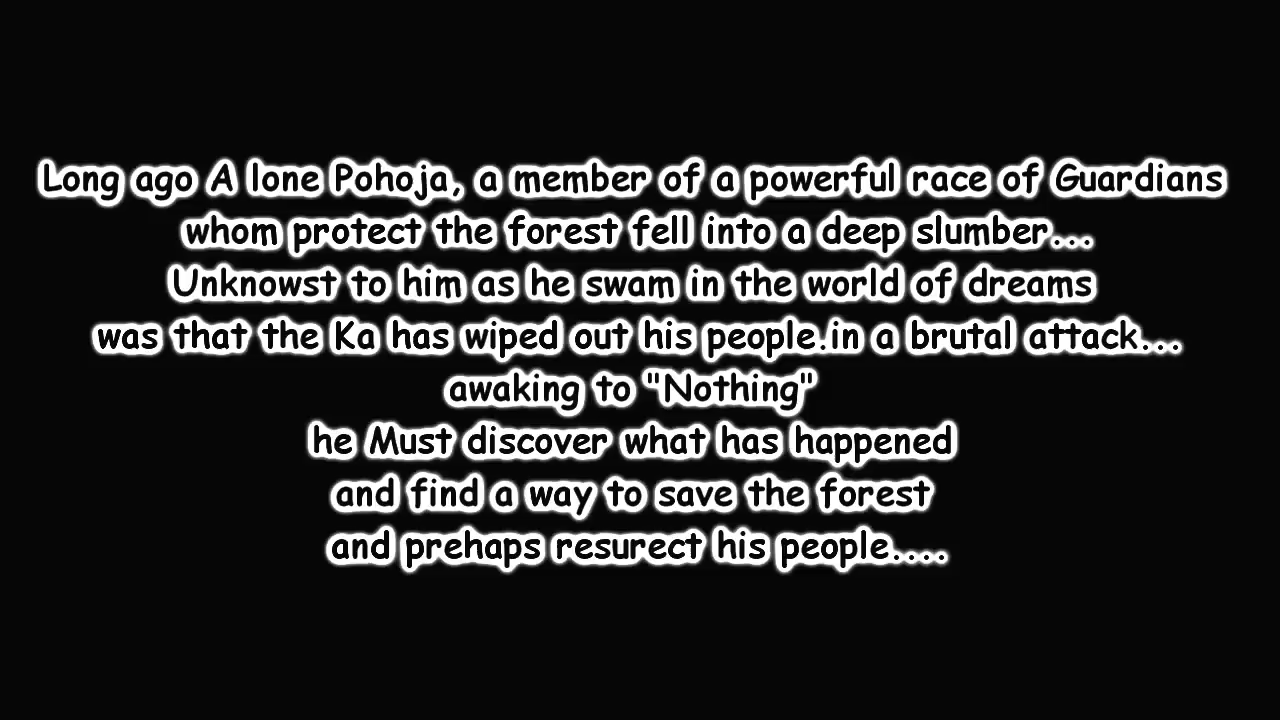 Long ago A lone Pohoja, a member of a powerful race of Guardians
whom protect the forest fell into a deep slumber...
Unknowst to him as he swam in the world of dreams
was that the Ka has wiped out his people.in a brutal attack...
awaking to "Nothing"
he Must discover what has happened
and find a way to save the forest
and prehaps resurect his people....